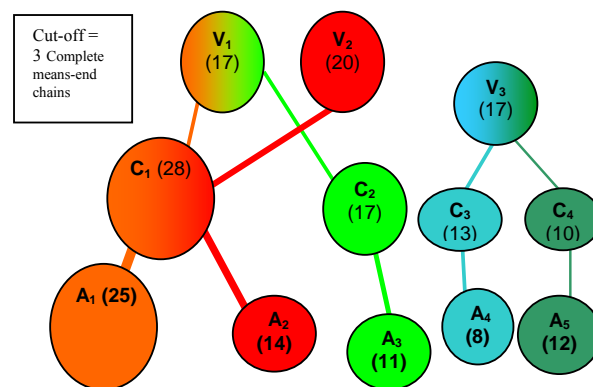 Cut-off =
3 Complete
means-end
chains
V₁
(17)
V₂
(20)
V₃
(17)
C₁ (28)
C₂
(17)
C₃
(13)
C₄
(10)
A₁ (25)
A₂
(14)
A₃
(11)
A₄
(8)
A₅
(12)